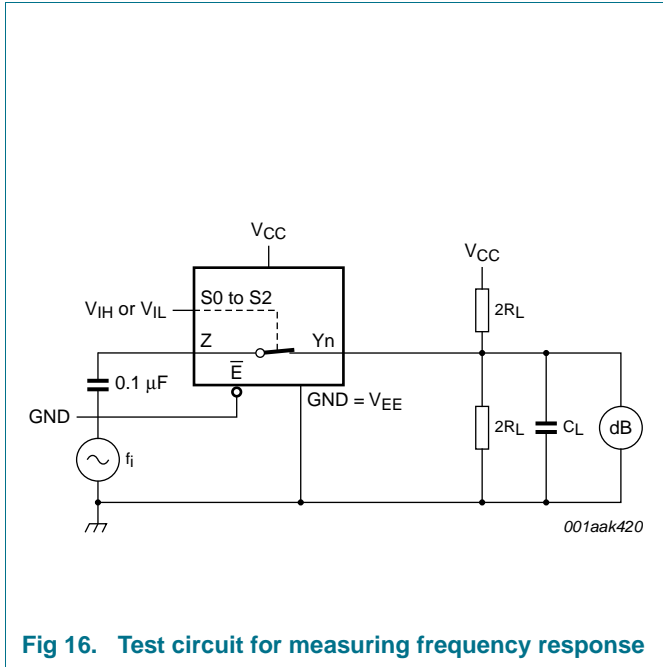 VCC
VCC
2RL
VIH or VIL
S0 to S2
Z
Yn
E
0.1 μF
GND = VEE
GND
2RL
CL
dB
fi
001aak420
Fig 16. Test circuit for measuring frequency response